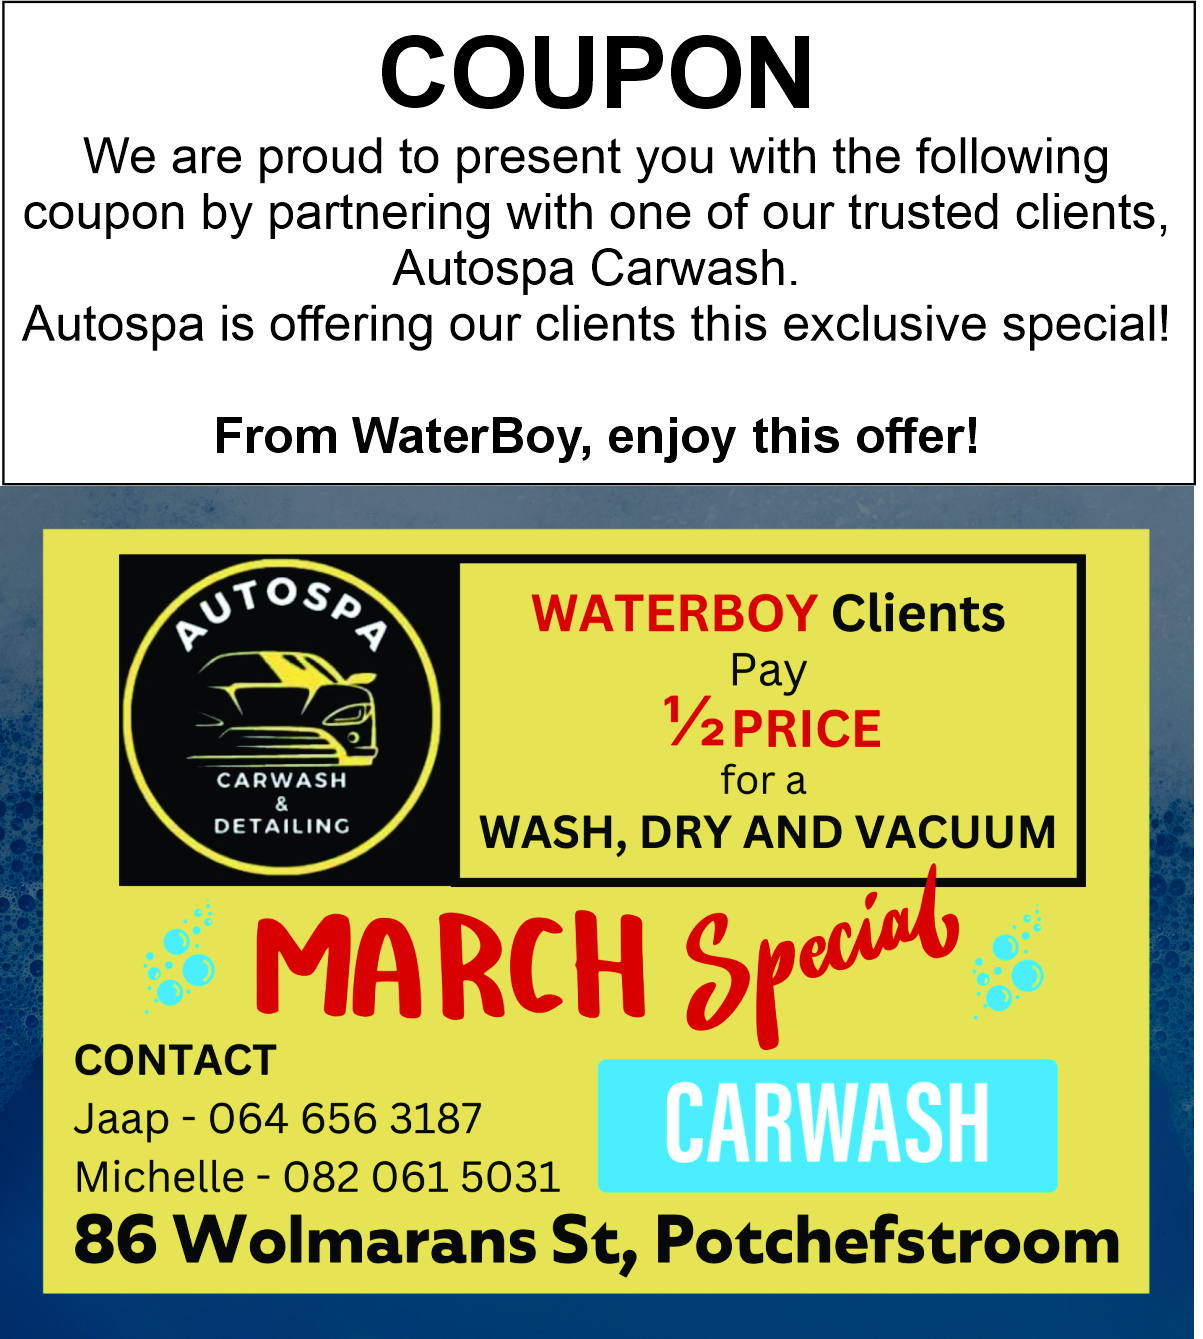 COUPON
We are proud to present you with the following
coupon by partnering with one of our trusted clients,
Autospa Carwash.
Autospa is offering our clients this exclusive special!
From WaterBoy, enjoy this offer!
AUTOSPA
CARWASH
&
DETAILING
WATERBOY Clients
Pay
½ PRICE
for a
WASH, DRY AND VACUUM
MARCH Special
CONTACT
Jaap - 064 656 3187
Michelle - 082 061 5031
CARWASH
86 Wolmarans St, Potchefstroom